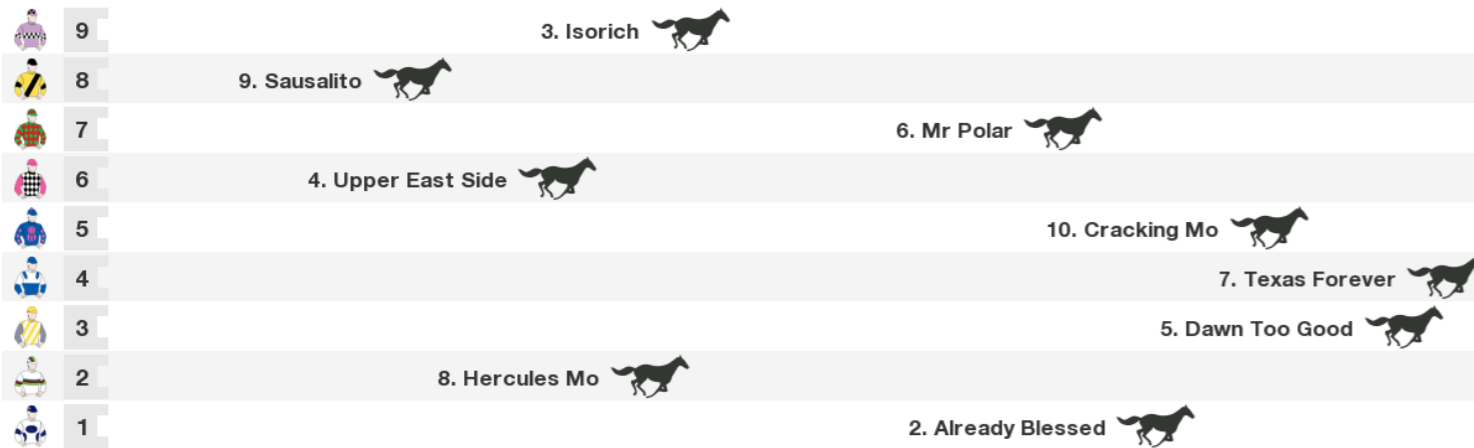 9 3. Isorich
8 9. Sausalito
7 6. Mr Polar
6 4. Upper East Side
5 10. Cracking Mo
4 7. Texas Forever
3 5. Dawn Too Good
2 8. Hercules Mo
1 2. Already Blessed